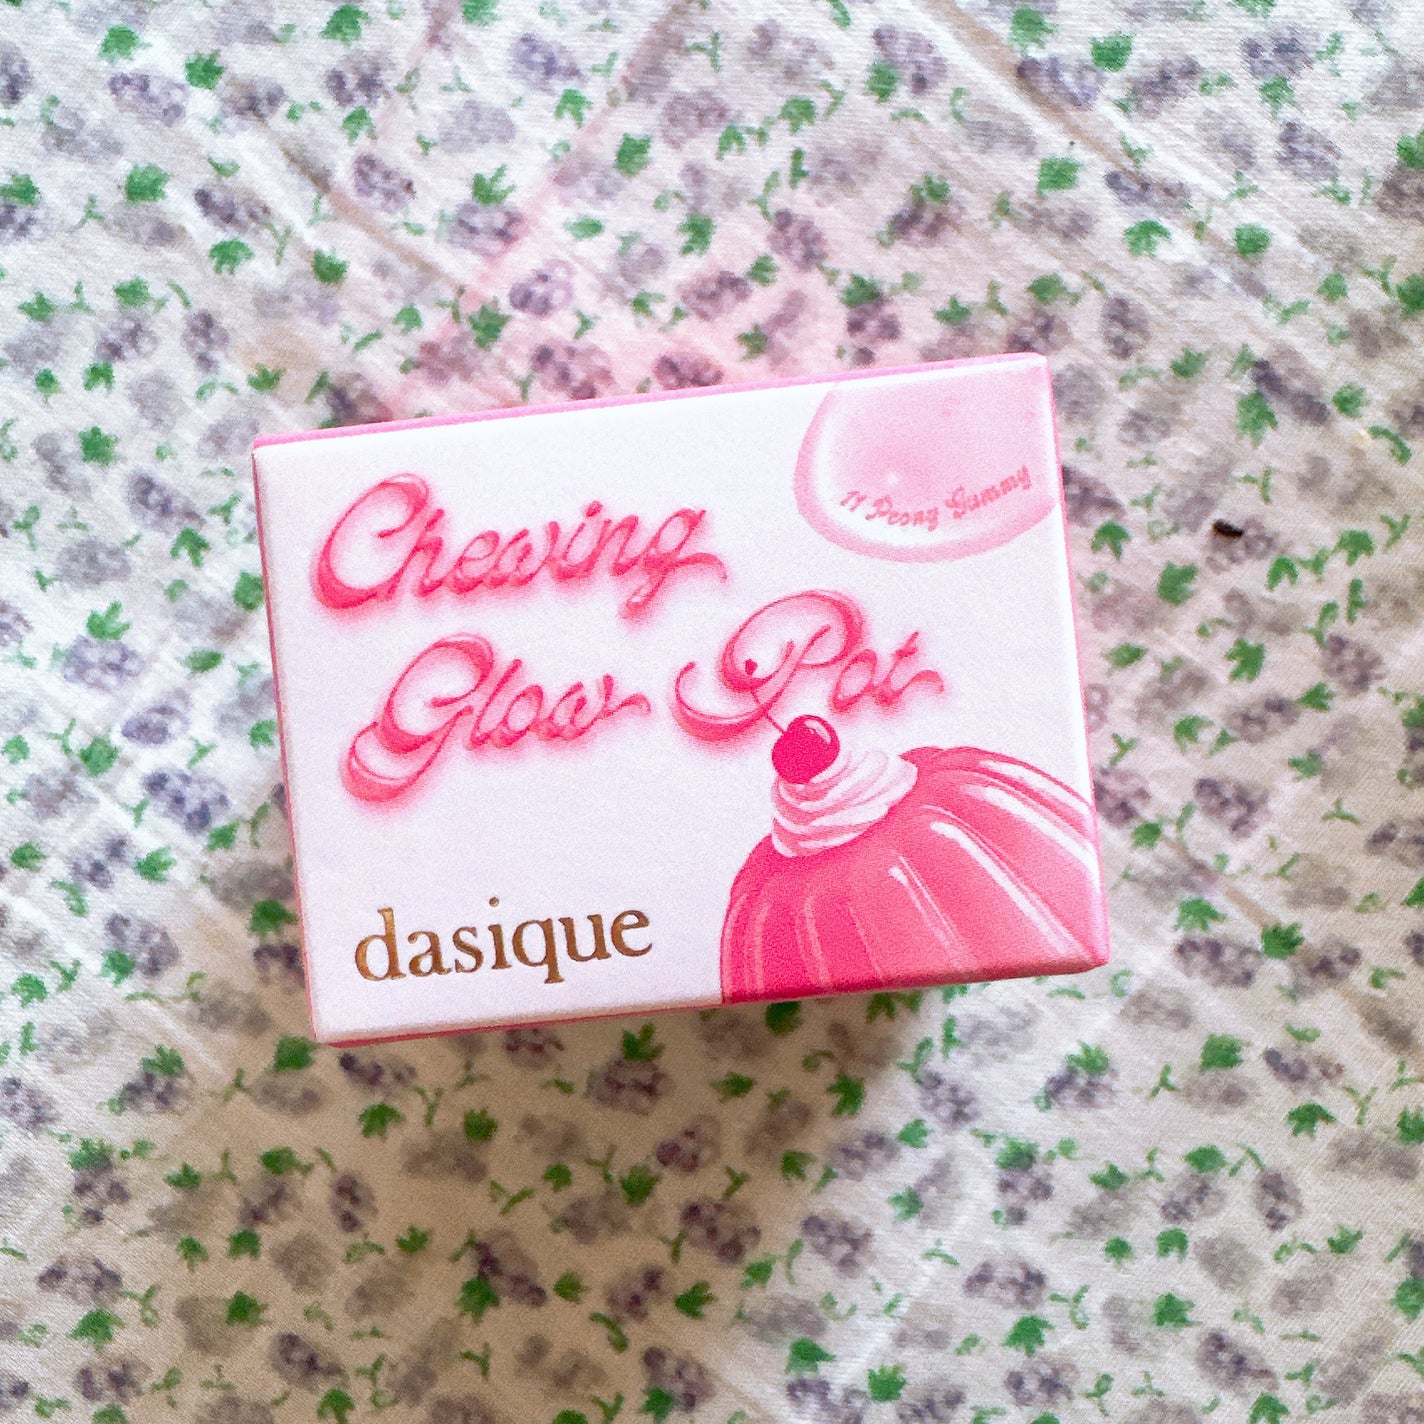 11 Peony Gummy
Chewing
Glow Pot
dasique